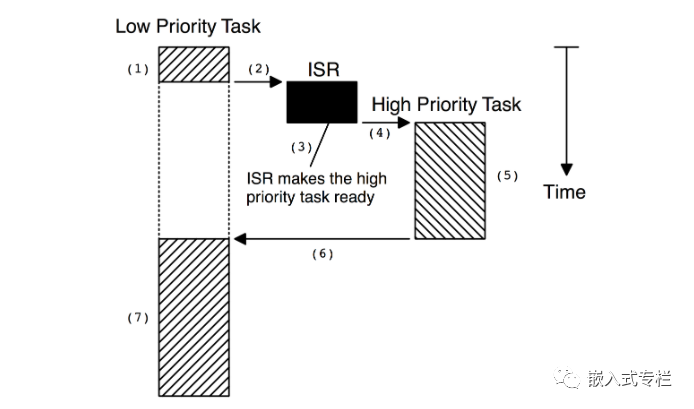 Low Priority Task
(1)
(2)
ISR
High Priority Task
(3)
(4)
ISR makes the high
priority task ready
(5)
Time
(6)
(7)
嵌入式专栏